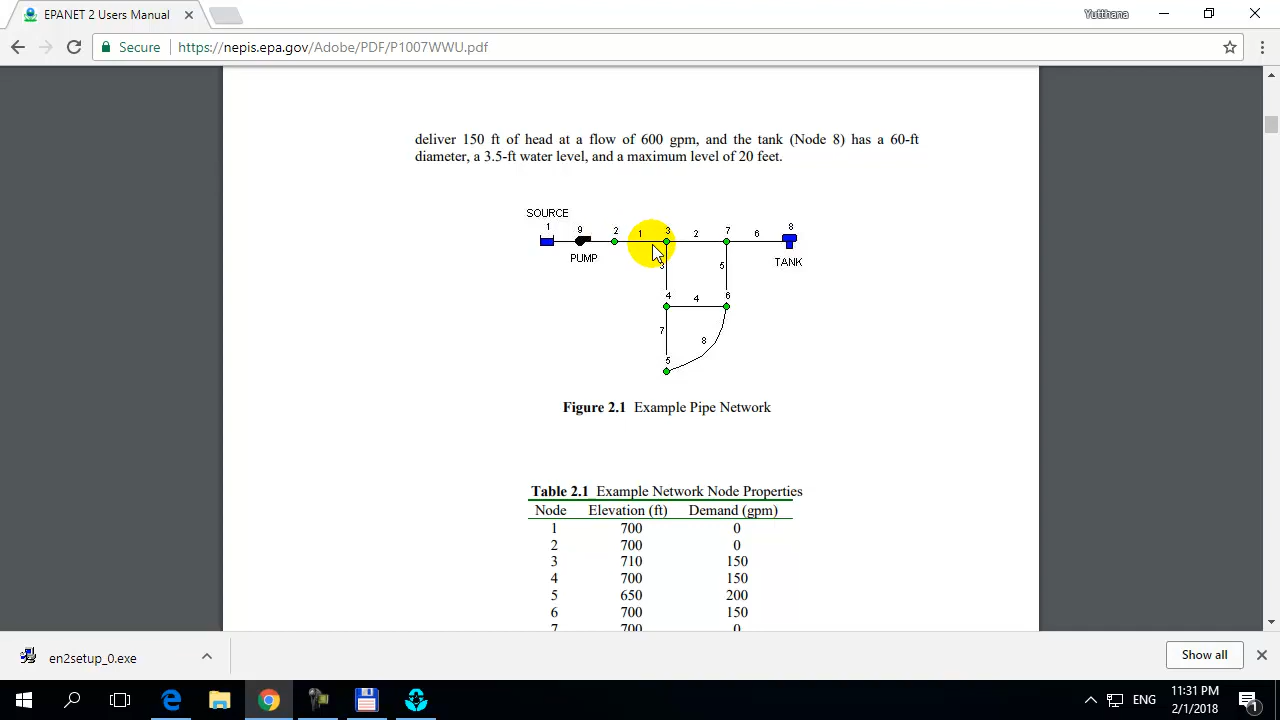 EPANET 2 Users Manual
Yutthana
Secure https://nepis.epa.gov/Adobe/PDF/P1007WWU.pdf
deliver 150 ft of head at a flow of 600 gpm, and the tank (Node 8) has a 60-ft
diameter, a 3.5-ft water level, and a maximum level of 20 feet.
SOURCE
1 9 2 1 3 2 7 6 8
PUMP TANK
3 5
4 4 6
7 8
5
Figure 2.1 Example Pipe Network
Table 2.1 Example Network Node Properties
Node Elevation (ft) Demand (gpm)
1 700 0
2 700 0
3 710 150
4 700 150
5 650 200
6 700 150
7 700 0
en2setup_0.exe
Show all
ENG
11:31 PM
2/1/2018
1